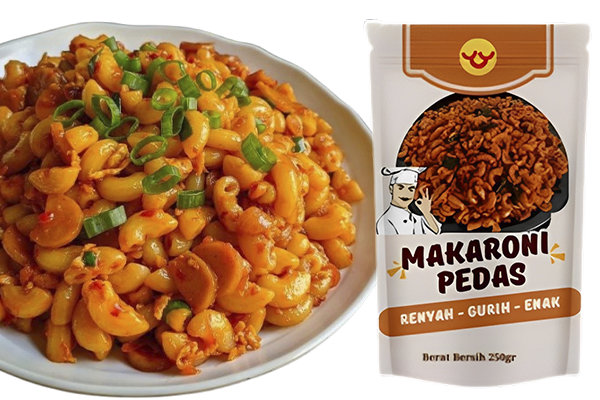 MAKARONI
PEDAS
RENYAH - GURIH - ENAK
Berat Bersih 250gr